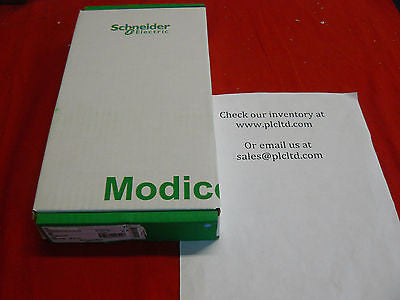 Schneider
Electric
Modico
Check our inventory at
www.plcltd.com
Or email us at
sales@plcltd.com